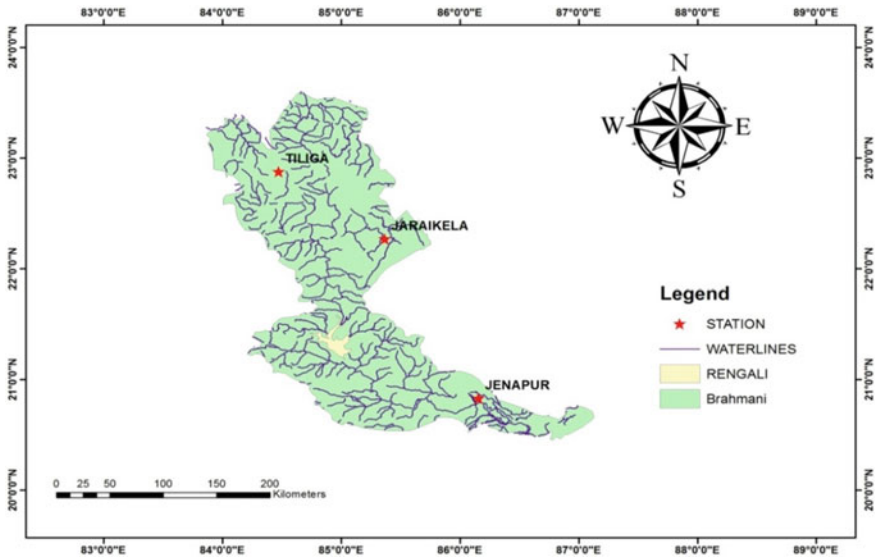 83°0'0"E 84°0'0"E 85°0'0"E 86°0'0"E 87°0'0"E 88°0'0"E 89°0'0"E
24°0'0"N 24°0'0"N
N
W E
S
23°0'0"N 23°0'0"N
TILIGA
JARAIKELA
22°0'0"N 22°0'0"N
Legend
STATION
WATERLINES
RENGALI
Brahmani
21°0'0"N 21°0'0"N
JENAPUR
0 25 50 100 150 200
Kilometers
20°0'0"N 20°0'0"N
83°0'0"E 84°0'0"E 85°0'0"E 86°0'0"E 87°0'0"E 88°0'0"E 89°0'0"E